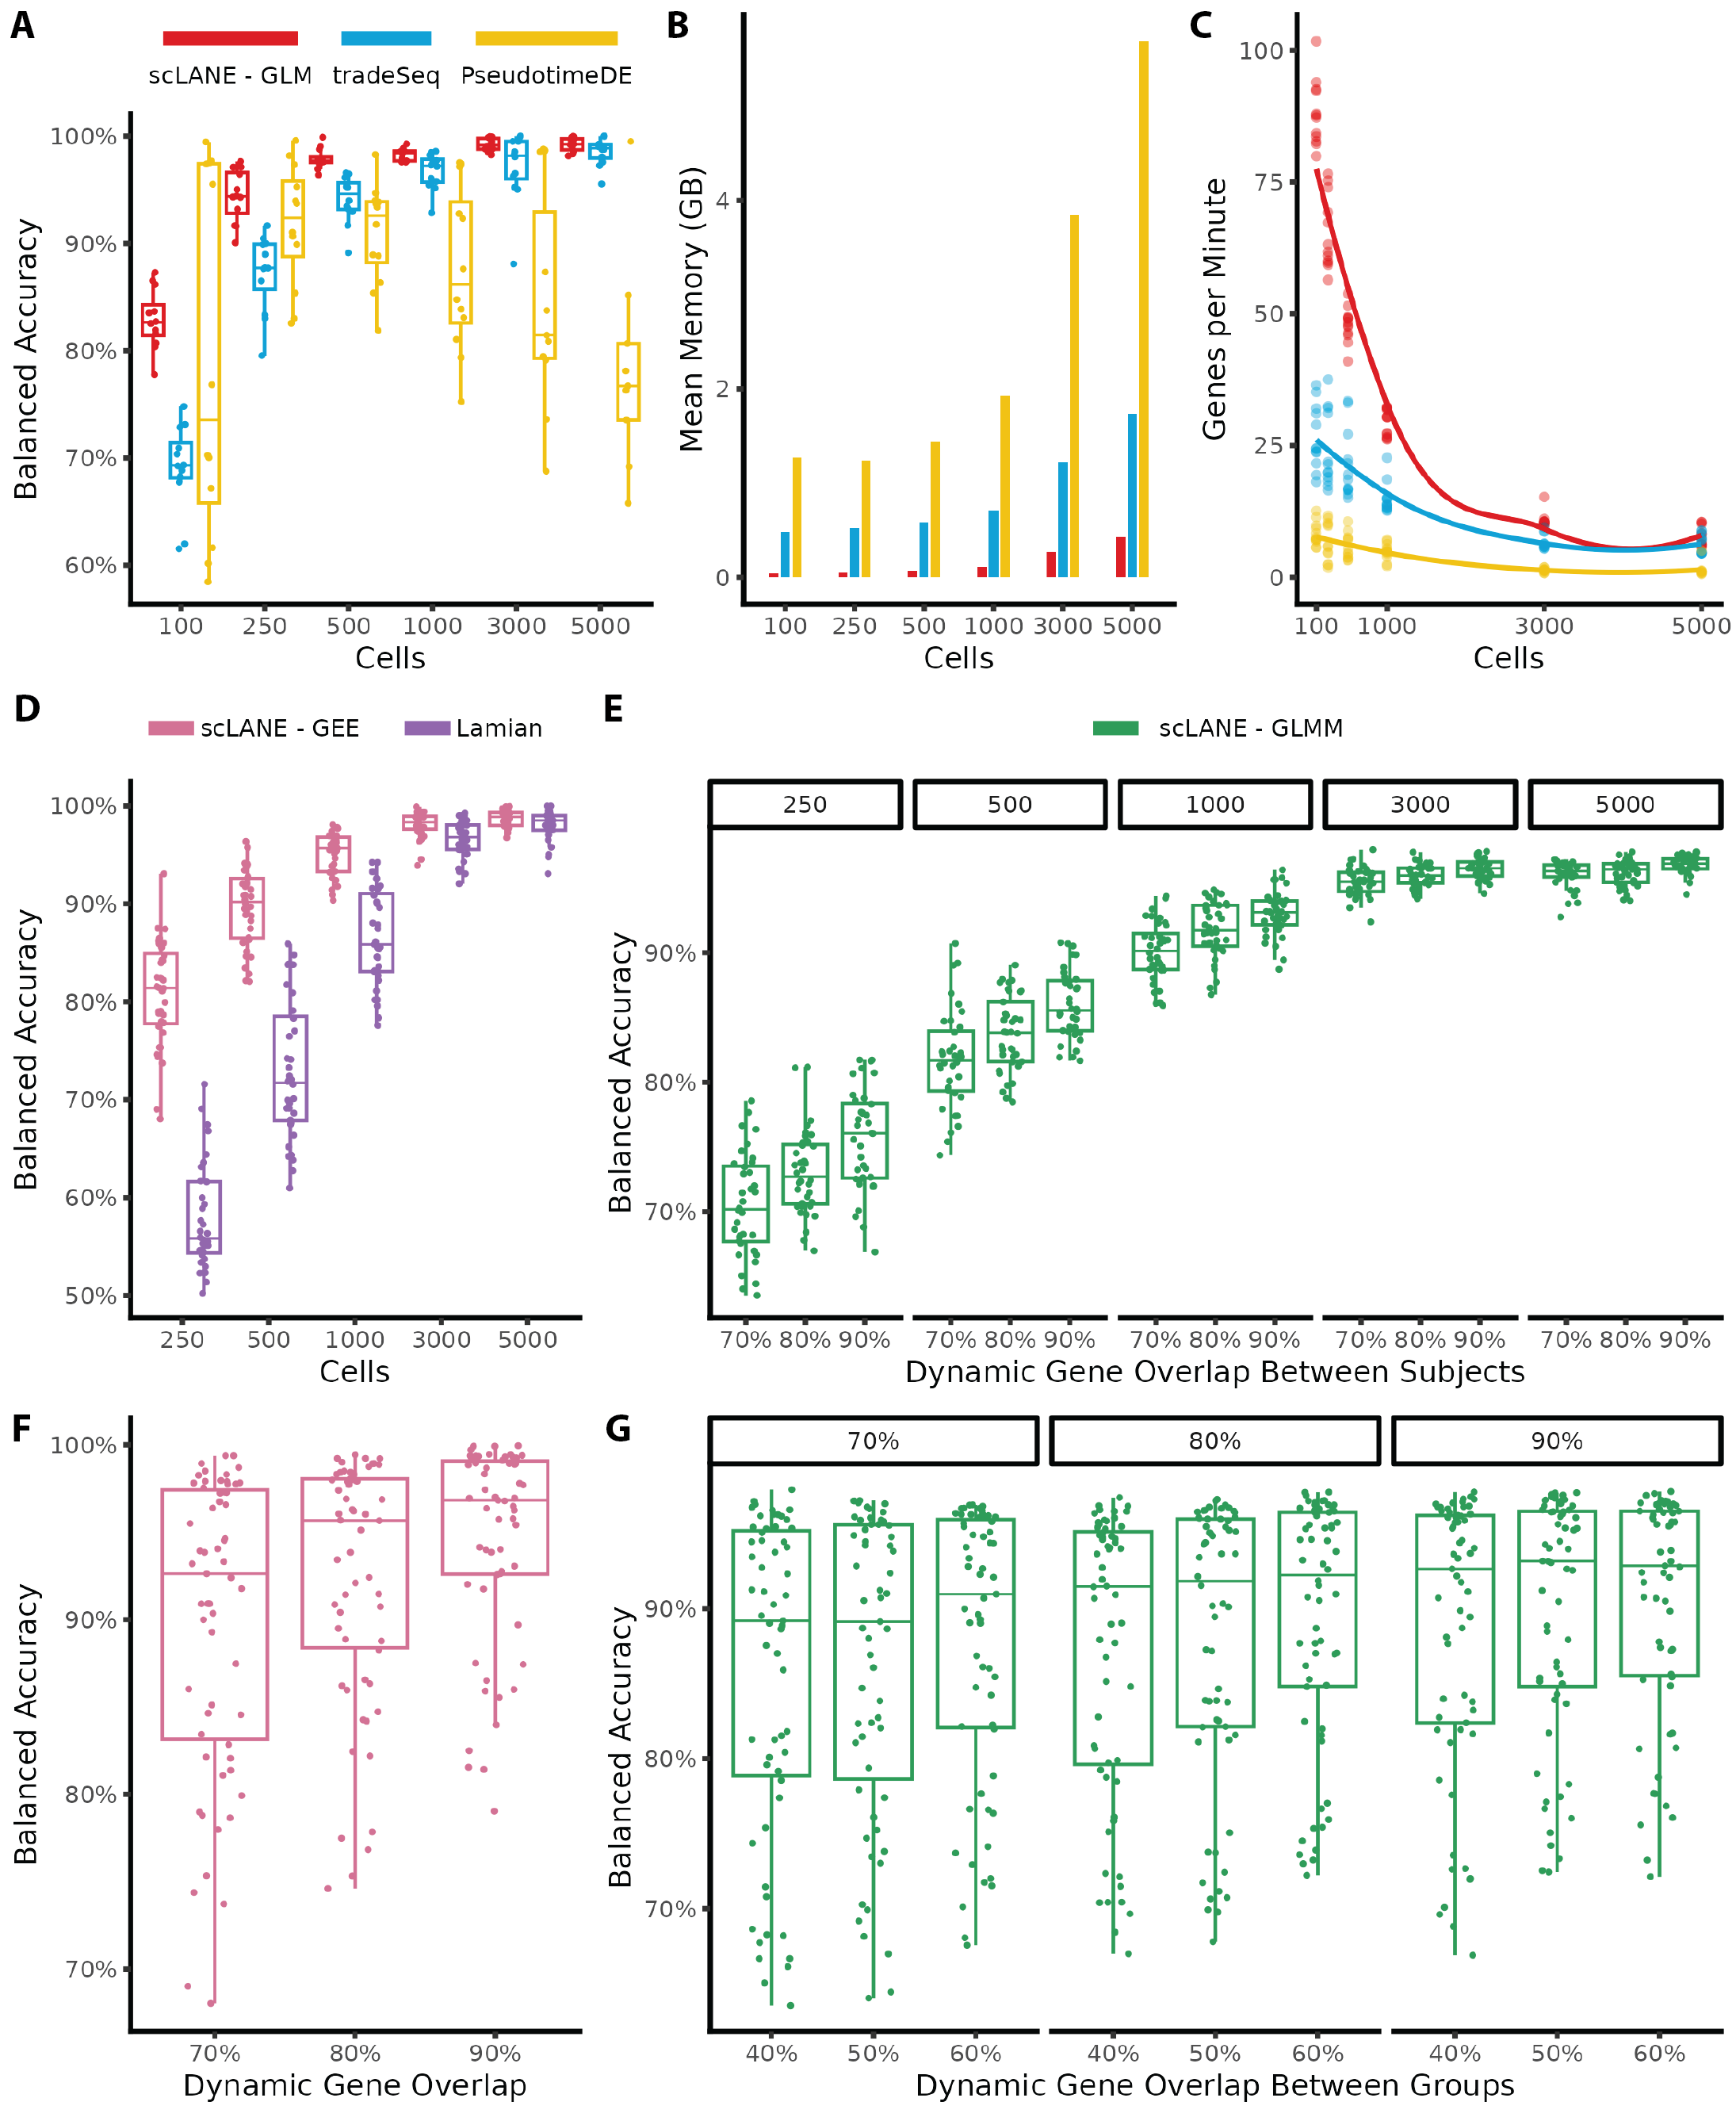 A
scLANE - GLM
tradeSeq
PseudotimeDE
100%
90%
80%
70%
60%
Balanced Accuracy
100
250
500
1000
3000
5000
Cells
B
4
2
0
Mean Memory (GB)
100
250
500
1000
3000
5000
Cells
C
100
75
50
25
0
Genes per Minute
100
1000
3000
5000
Cells
D
scLANE - GEE
Lamian
100%
90%
80%
70%
60%
50%
Balanced Accuracy
250
500
1000
3000
5000
Cells
E
scLANE - GLMM
250
500
1000
3000
5000
90%
80%
70%
Balanced Accuracy
70% 80% 90%
70% 80% 90%
70% 80% 90%
70% 80% 90%
70% 80% 90%
Dynamic Gene Overlap Between Subjects
F
100%
90%
80%
70%
Balanced Accuracy
70%
80%
90%
Dynamic Gene Overlap
G
70%
80%
90%
90%
80%
70%
Balanced Accuracy
40% 50% 60%
40% 50% 60%
40% 50% 60%
Dynamic Gene Overlap Between Groups